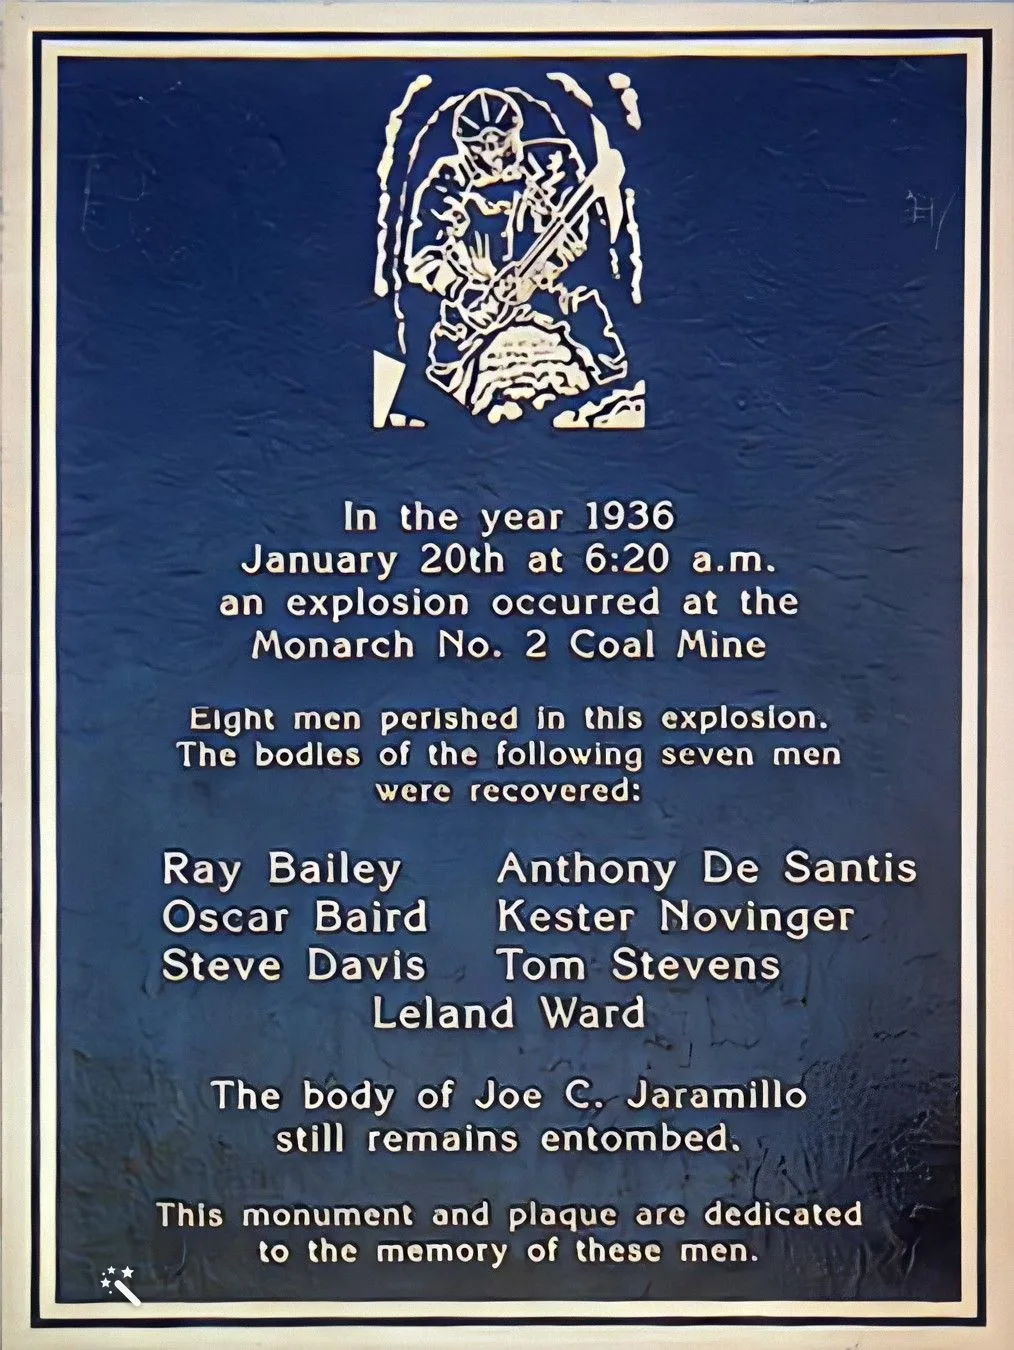 In the year 1936
January 20th at 6:20 a.m.
an explosion occurred at the
Monarch No. 2 Coal Mine
Eight men perished in this explosion.
The bodies of the following seven men
were recovered:
Ray Bailey Anthony De Santis
Oscar Baird Kester Novinger
Steve Davis Tom Stevens
Leland Ward
The body of Joe C. Jaramillo
still remains entombed.
This monument and plaque are dedicated
to the memory of these men.